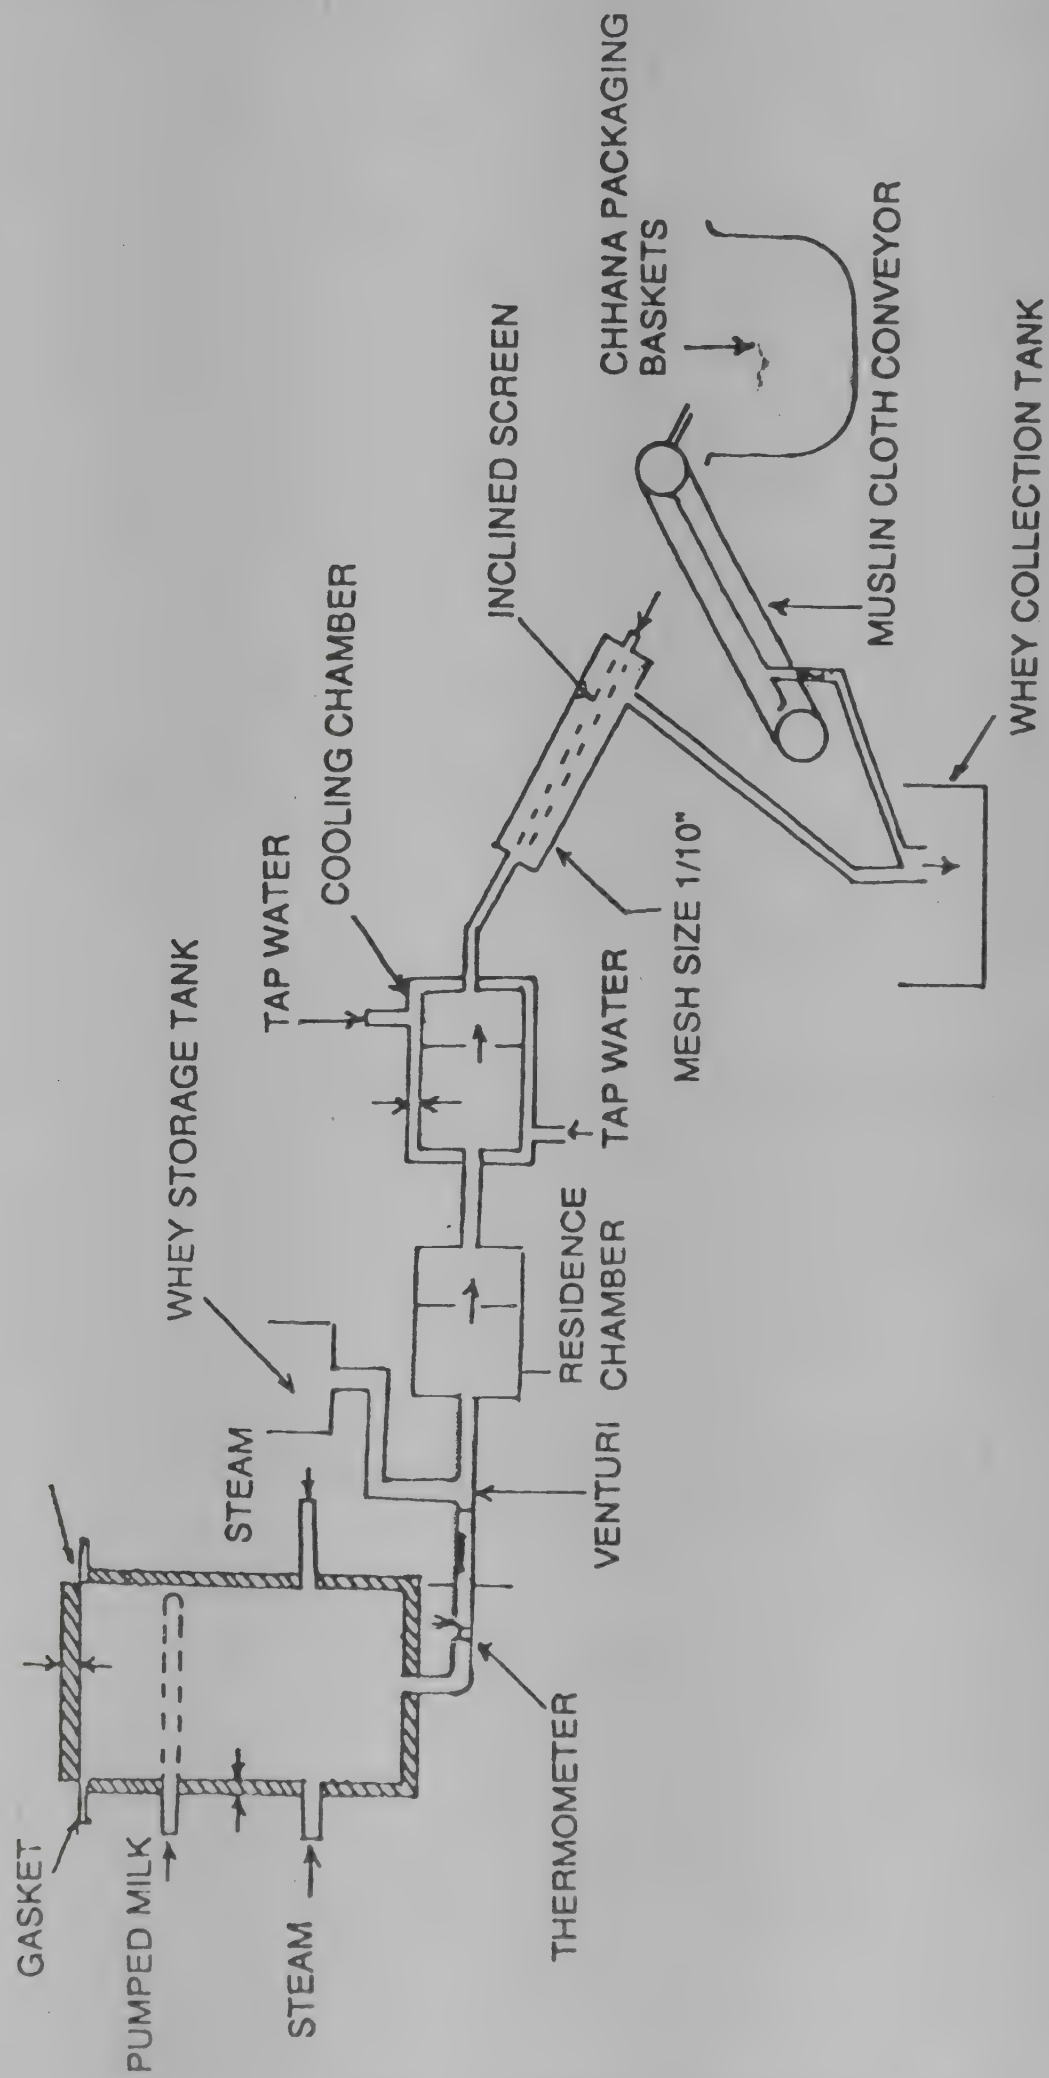 GASKET
PUMPED MILK
STEAM
STEAM
WHEY STORAGE TANK
TAP WATER
COOLING CHAMBER
INCLINED SCREEN
CHHANA PACKAGING
BASKETS
THERMOMETER
VENTURI
RESIDENCE
CHAMBER
TAP WATER
MESH SIZE 1/10"
MUSLIN CLOTH CONVEYOR
WHEY COLLECTION TANK